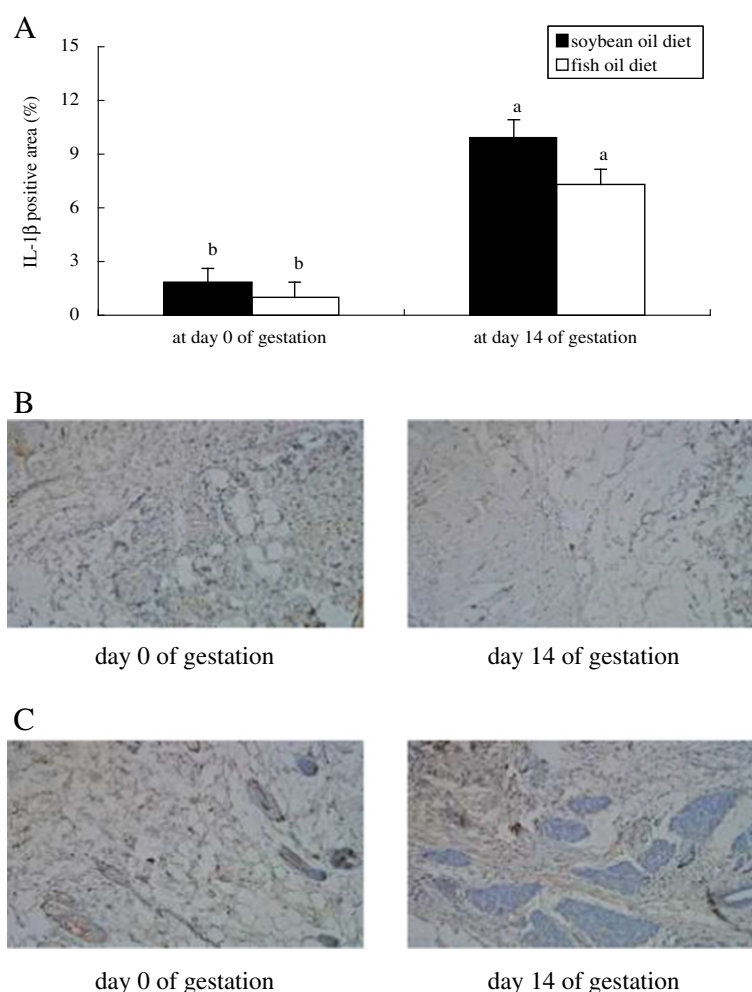 A
15
12
9
6
3
0
IL-1β positive area (%)
soybean oil diet
fish oil diet
b
b
a
a
at day 0 of gestation
at day 14 of gestation
B
day 0 of gestation
day 14 of gestation
C
day 0 of gestation
day 14 of gestation